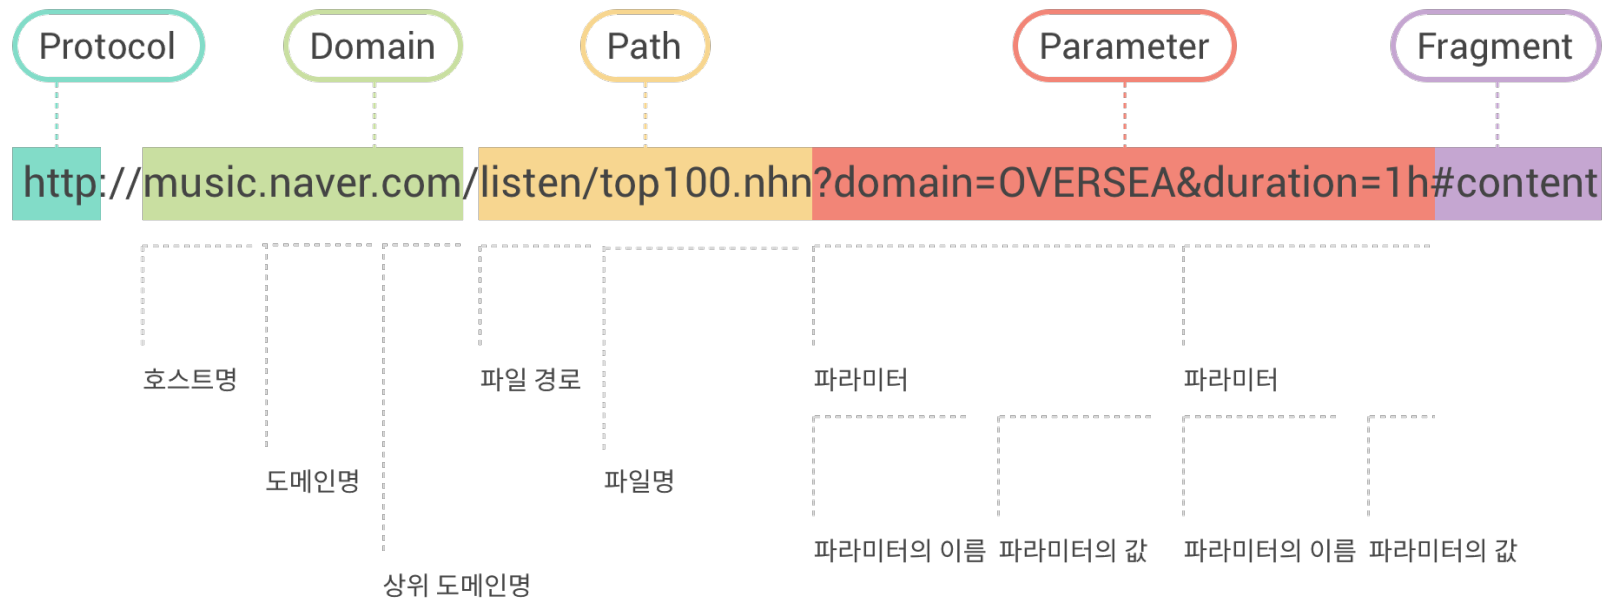 Protocol Domain Path Parameter Fragment
http://music.naver.com/listen/top100.nhn?domain=OVERSEA&duration=1h#content
호스트명 파일 경로 파라미터 파라미터
도메인명 파일명
파라미터의 이름 파라미터의 값 파라미터의 이름 파라미터의 값
상위 도메인명